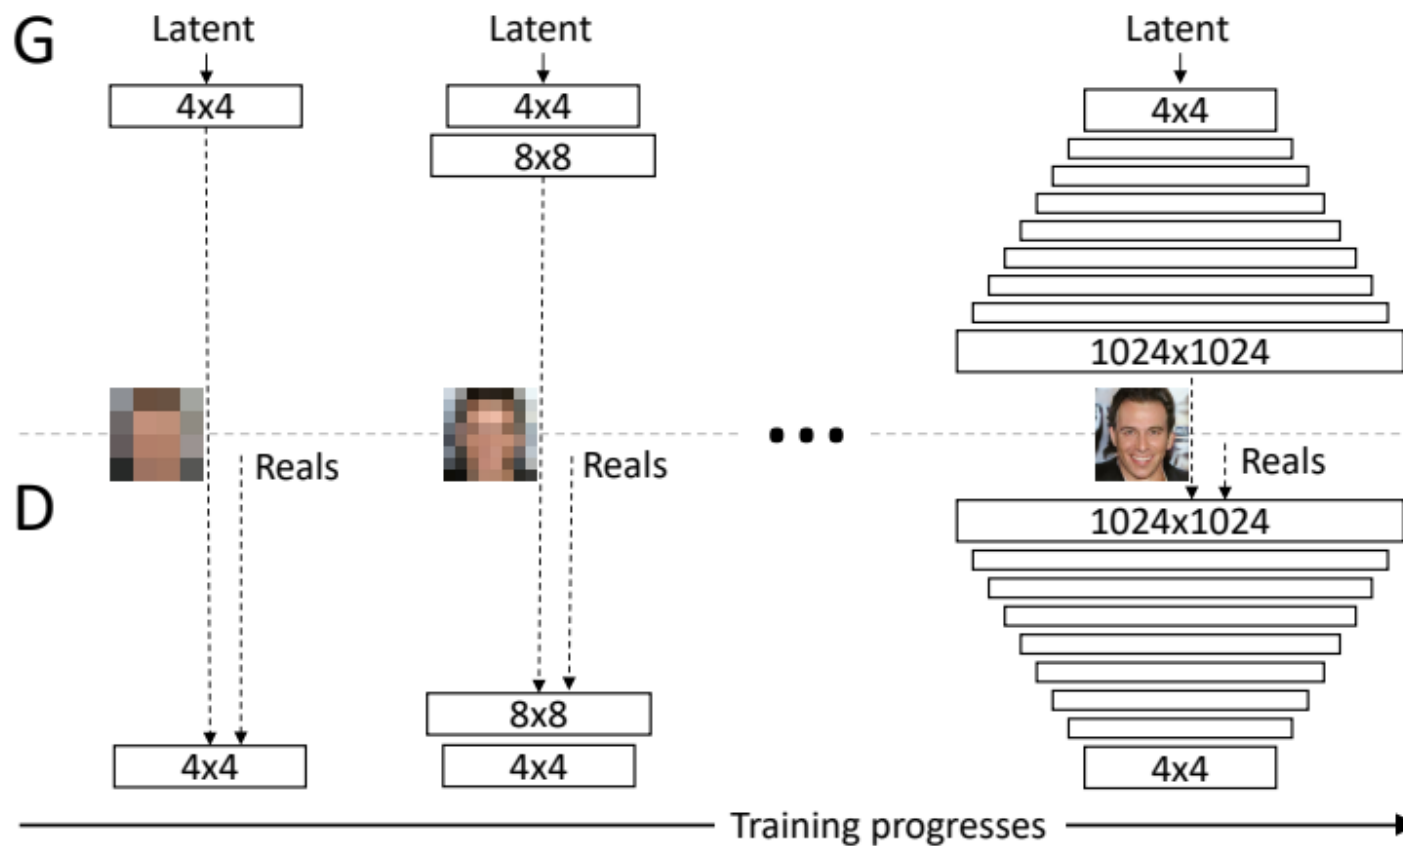 G
Latent
Latent
Latent
4x4
4x4
4x4
8x8
1024x1024
Reals
Reals
Reals
D
1024x1024
8x8
4x4
4x4
4x4
Training progresses